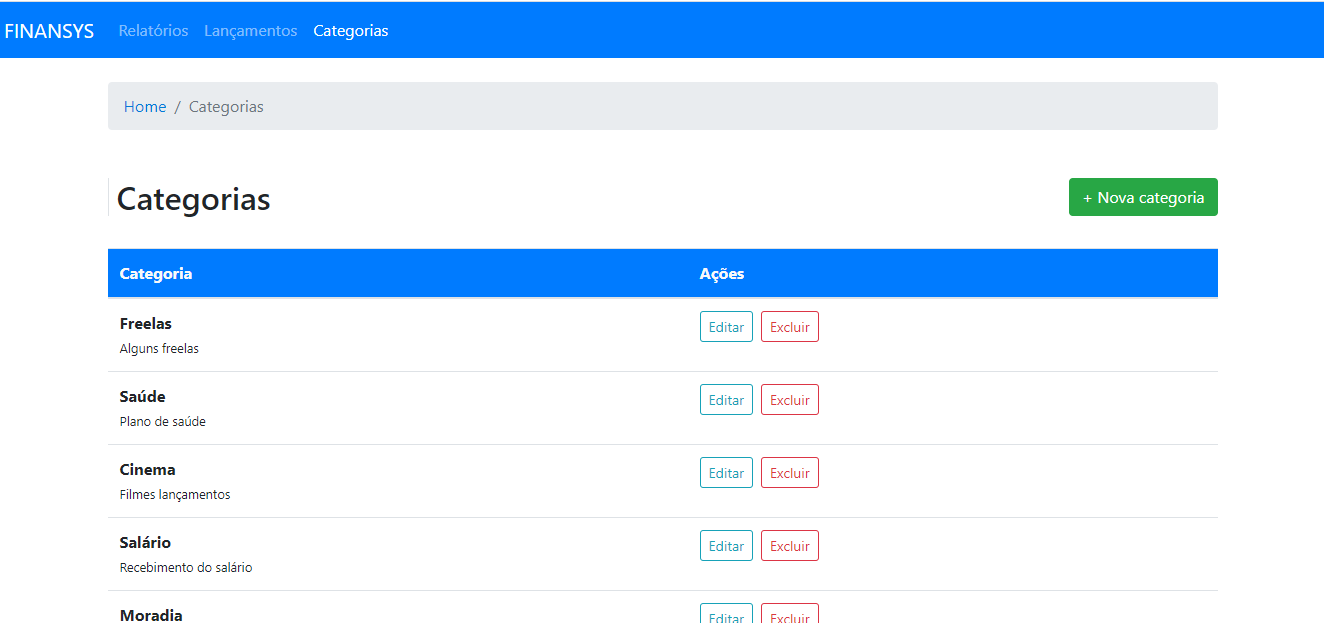 FINANSYS Relatórios Lançamentos Categorias
Home / Categorias
Categorias + Nova categoria
Categoria Ações
Freelas Editar Excluir
Alguns freelas
Saúde Editar Excluir
Plano de saúde
Cinema Editar Excluir
Filmes lançamentos
Salário Editar Excluir
Recebimento do salário
Moradia Editar Excluir